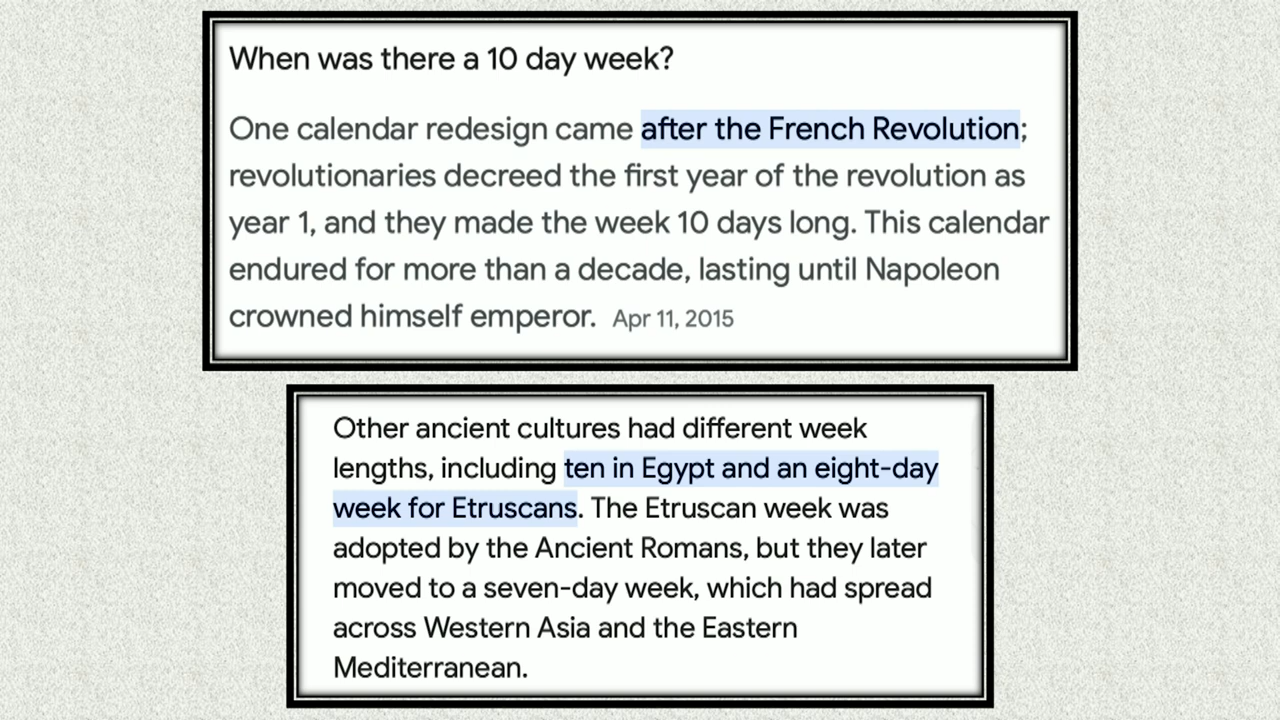 When was there a 10 day week?
One calendar redesign came after the French Revolution;
revolutionaries decreed the first year of the revolution as
year 1, and they made the week 10 days long. This calendar
endured for more than a decade, lasting until Napoleon
crowned himself emperor. Apr 11, 2015
Other ancient cultures had different week
lengths, including ten in Egypt and an eight-day
week for Etruscans. The Etruscan week was
adopted by the Ancient Romans, but they later
moved to a seven-day week, which had spread
across Western Asia and the Eastern
Mediterranean.